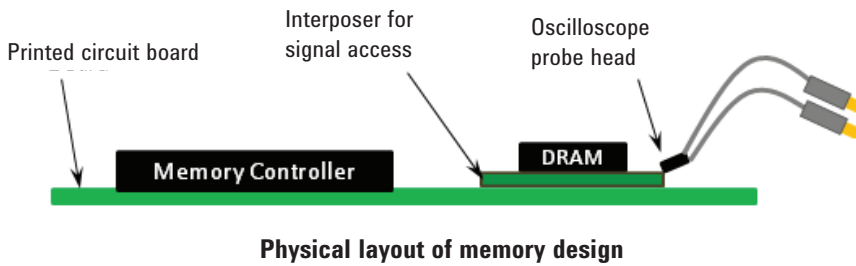 Interposer for
signal access
Oscilloscope
probe head
Printed circuit board
Memory Controller
DRAM
Physical layout of memory design